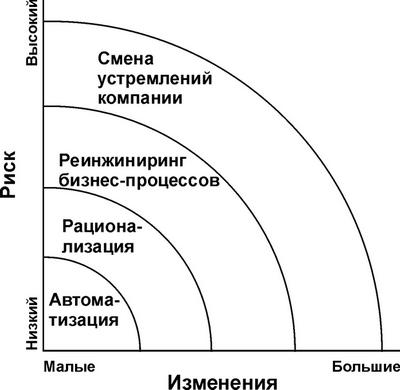 Высокий
Смена
устремлений
компании
Реинжиниринг
бизнес-процессов
Риск
Рациона-
лизация
Автома-
тизация
Низкий
Малые
Большие
Изменения